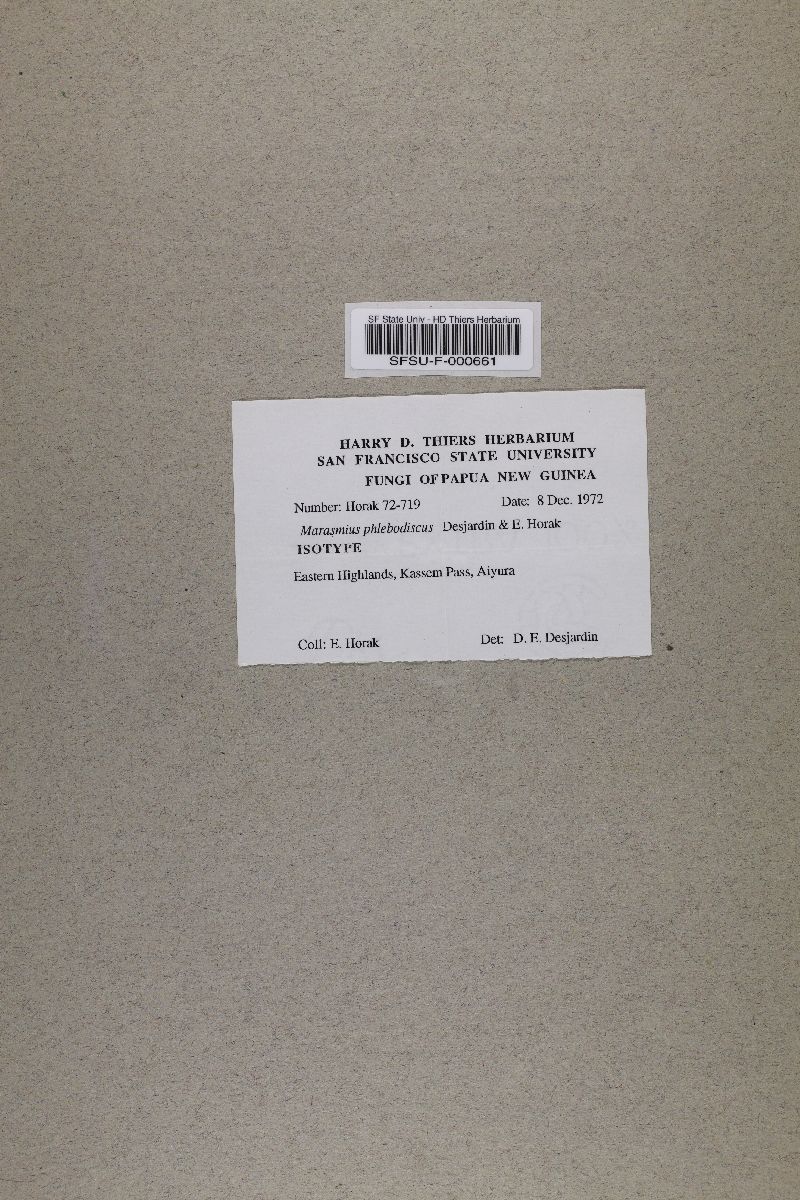 SF State Univ - HD Thiers Herbarium
SFSU-F-000661
HARRY D. THIERS HERBARIUM
SAN FRANCISCO STATE UNIVERSITY
FUNGI OF PAPUA NEW GUINEA
Number: Horak 72-719 Date: 8 Dec. 1972
Marasmius phlebodiscus Desjardin & E. Horak
ISOTYPE
Eastern Highlands, Kassem Pass, Aiyura
Coll: E. Horak Det: D. E. Desjardin